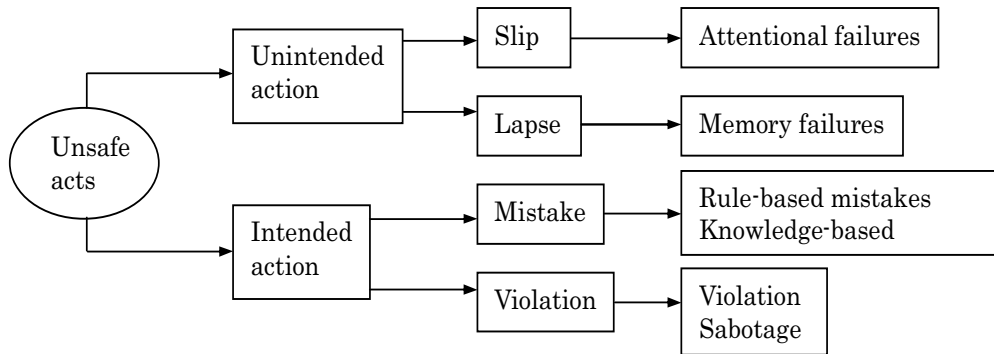 Unsafe
acts
Unintended
action
Slip
Attentional failures
Lapse
Memory failures
Intended
action
Mistake
Rule-based mistakes
Knowledge-based
Violation
Violation
Sabotage